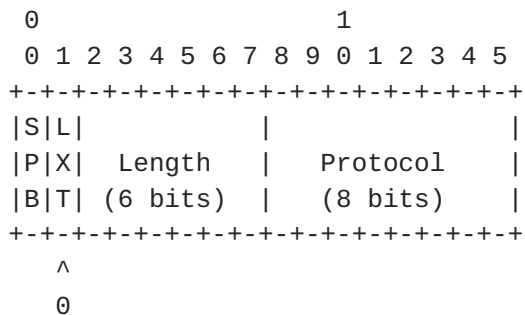 0                   1
 0 1 2 3 4 5 6 7 8 9 0 1 2 3 4 5
+-+-+-+-+-+-+-+-+-+-+-+-+-+-+-+-+
|S|L|           |               |
|P|X|  Length   |   Protocol    |
|B|T| (6 bits)  |   (8 bits)    |
+-+-+-+-+-+-+-+-+-+-+-+-+-+-+-+-+
   ^
   0